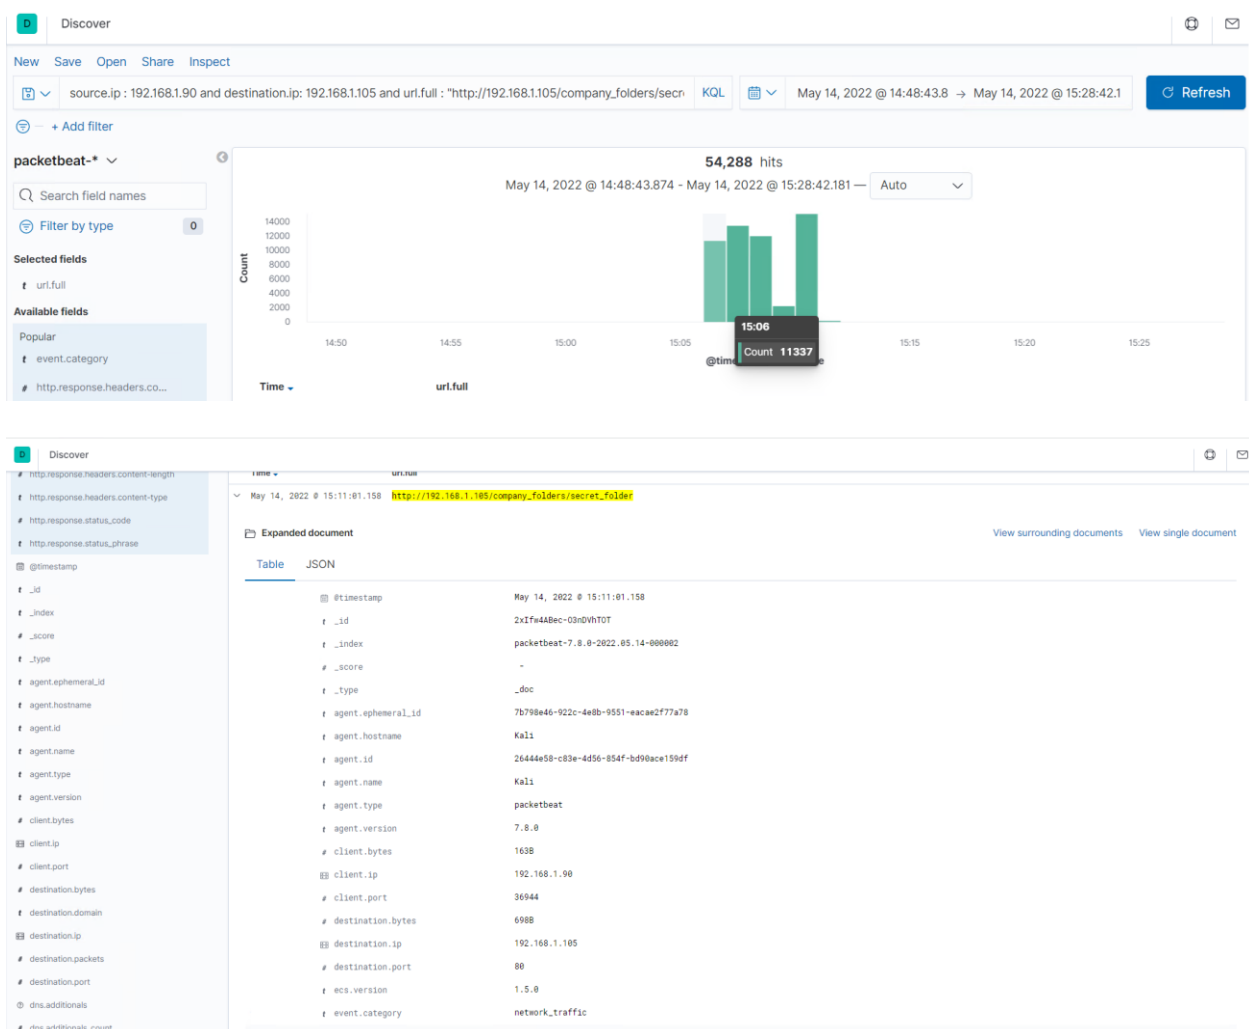 D Discover
New Save Open Share Inspect
source.ip : 192.168.1.90 and destination.ip: 192.168.1.105 and url.full : "http://192.168.1.105/company_folders/secr KQL May 14, 2022 @ 14:48:43.8 → May 14, 2022 @ 15:28:42.1 Refresh
+ Add filter
packetbeat-*
54,288 hits
May 14, 2022 @ 14:48:43.874 - May 14, 2022 @ 15:28:42.181 — Auto
Search field names
Filter by type 0
Selected fields
t url.full
Available fields
Popular
t event.category
# http.response.headers.co...
Count
14000
12000
10000
8000
6000
4000
2000
0
14:50 14:55 15:00 15:05 15:15 15:20 15:25
15:06
Count 11337
@time
Time url.full
D Discover
# http.response.headers.content-length
t http.response.headers.content-type
# http.response.status_code
t http.response.status_phrase
@timestamp
t _id
t _index
# _score
t _type
t agent.ephemeral_id
t agent.hostname
t agent.id
t agent.name
t agent.type
t agent.version
# client.bytes
client.ip
# client.port
# destination.bytes
t destination.domain
destination.ip
# destination.packets
# destination.port
dns.additionals
# dns.additionals_count
Time url.full
May 14, 2022 @ 15:11:01.158 http://192.168.1.105/company_folders/secret_folder
Expanded document View surrounding documents View single document
Table JSON
@timestamp May 14, 2022 @ 15:11:01.158
t _id 2xIfw4ABec-O3nDVhTOT
t _index packetbeat-7.8.0-2022.05.14-000002
# _score -
t _type _doc
t agent.ephemeral_id 7b798e46-922c-4e8b-9551-eacae2f77a78
t agent.hostname Kali
t agent.id 26444e58-c83e-4d56-854f-bd90ace159df
t agent.name Kali
t agent.type packetbeat
t agent.version 7.8.0
# client.bytes 163B
client.ip 192.168.1.90
# client.port 36944
# destination.bytes 698B
destination.ip 192.168.1.105
# destination.port 80
t ecs.version 1.5.0
t event.category network_traffic